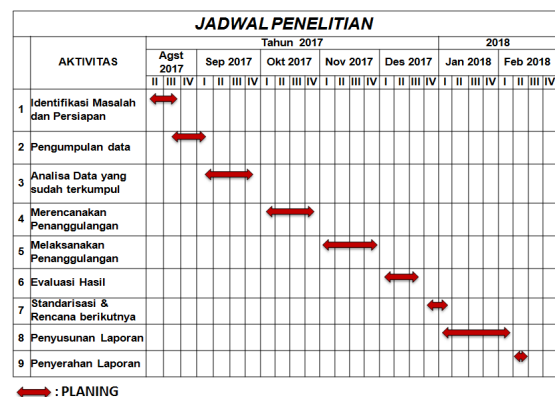 JADWAL PENELITIAN
AKTIVITAS
Tahun 2017
2018
Agst
2017
Sep 2017
Okt 2017
Nov 2017
Des 2017
Jan 2018
Feb 2018
II III IV I II III IV I II III IV I II III IV I II III IV I II III IV I II III IV
1 Identifikasi Masalah
dan Persiapan
2 Pengumpulan data
3 Analisa Data yang
sudah terkumpul
4 Merencanakan
Penanggulangan
5 Melaksanakan
Penanggulangan
6 Evaluasi Hasil
7 Standarisasi &
Rencana berikutnya
8 Penyusunan Laporan
9 Penyerahan Laporan
: PLANING